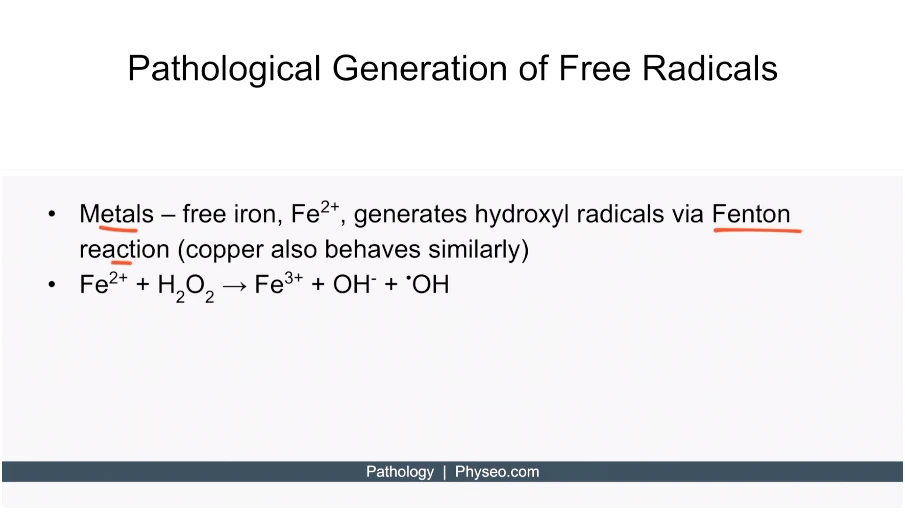 Pathological Generation of Free Radicals
• Metals – free iron, Fe²⁺, generates hydroxyl radicals via Fenton
reaction (copper also behaves similarly)
• Fe²⁺ + H₂O₂ → Fe³⁺ + OH⁻ + •OH
Pathology | Physeo.com